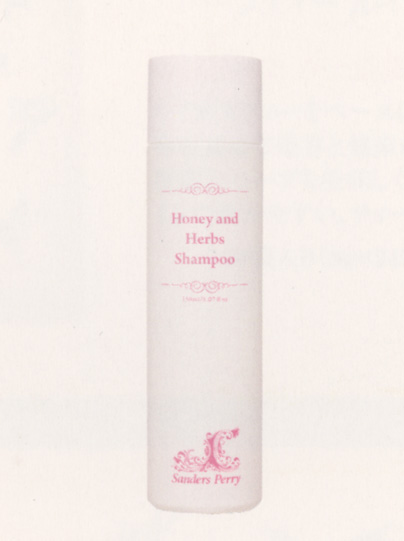 Honey and
Herbs
Shampoo
Sanders Perry